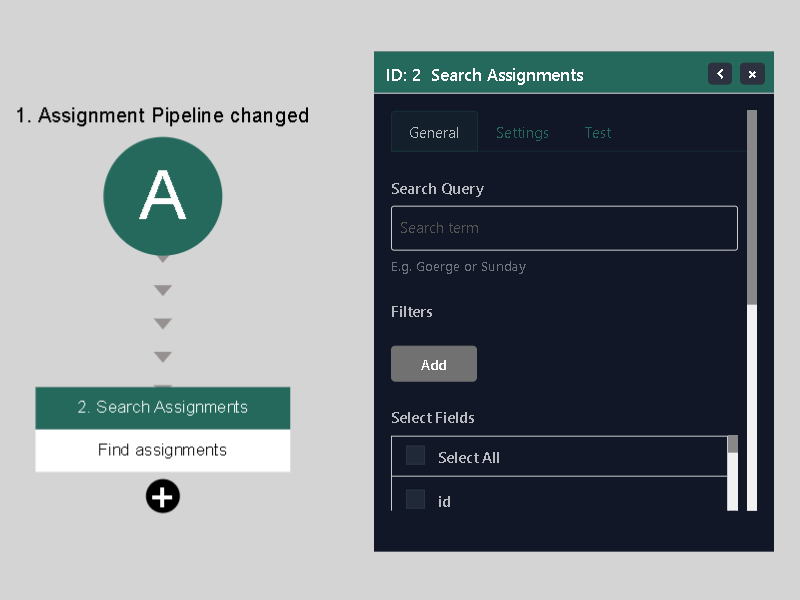 1. Assignment Pipeline changed
A
2. Search Assignments
Find assignments
ID: 2 Search Assignments
General Settings Test
Search Query
Search term
E.g. Goerge or Sunday
Filters
Add
Select Fields
Select All
id